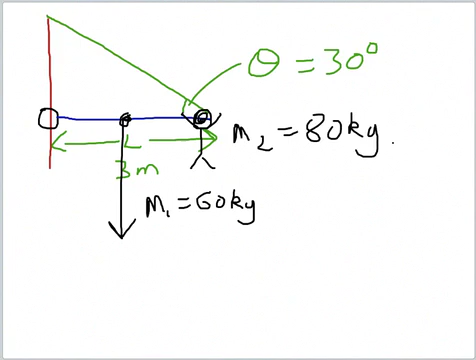 θ = 30°
m₂ = 80kg.
L
3m
m₁ = 60kg